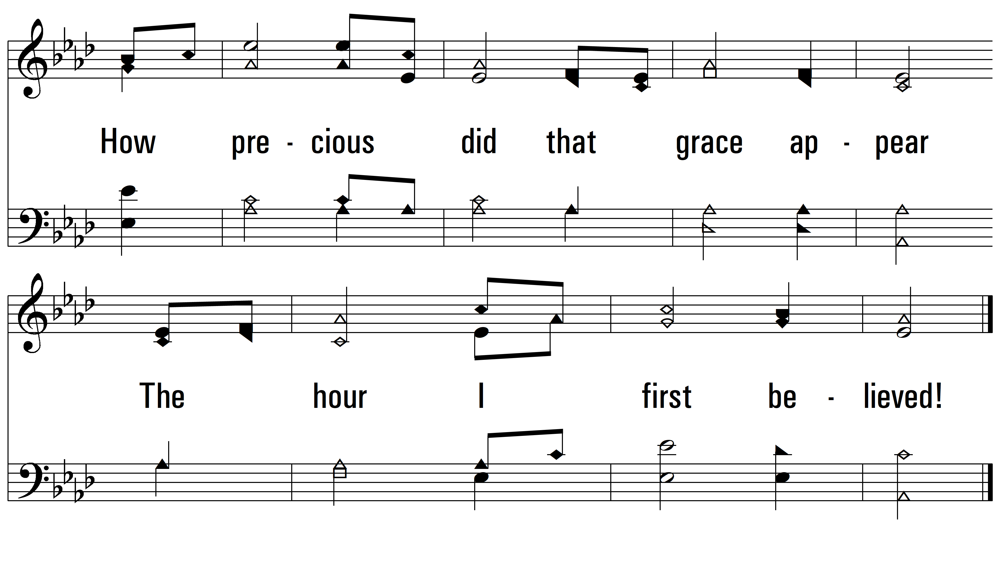 How pre - cious did that grace ap - pear
The hour I first be - lieved!